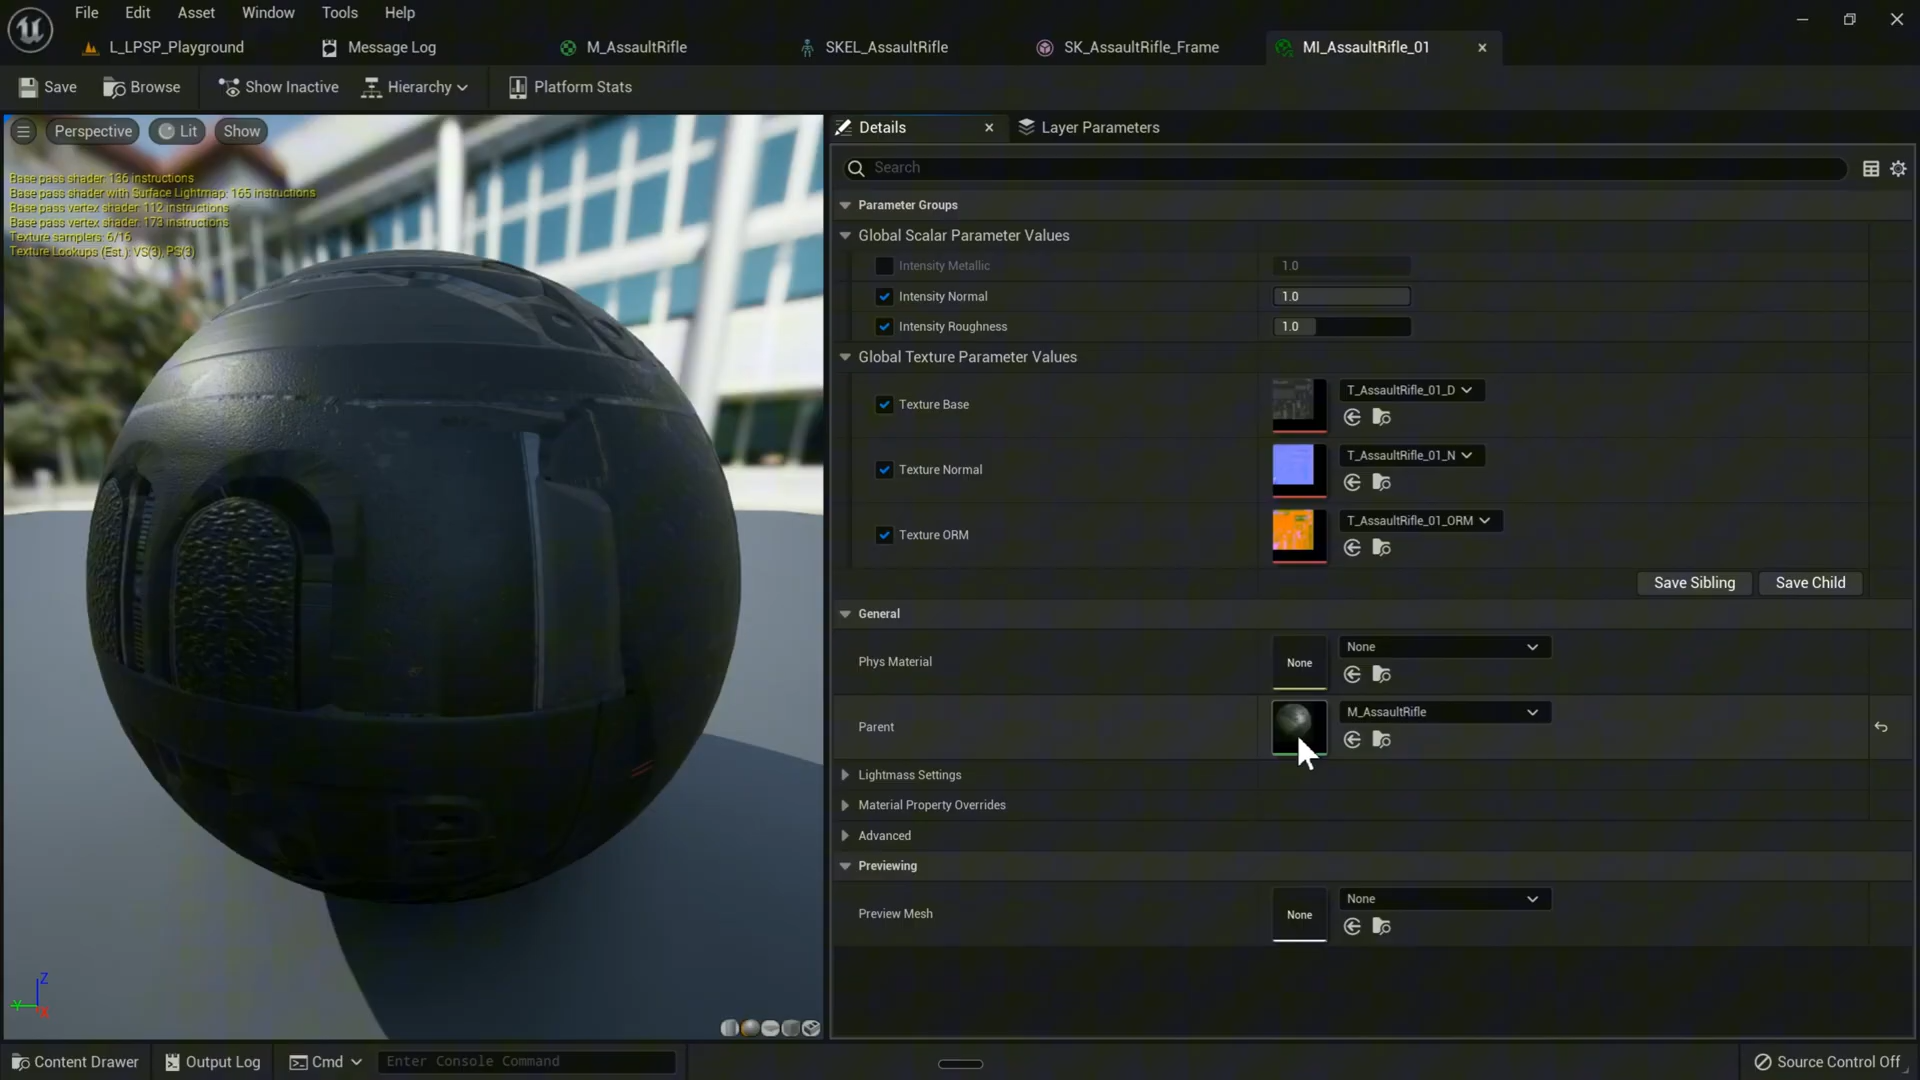 File Edit Asset Window Tools Help
L_LPSP_Playground Message Log M_AssaultRifle SKEL_AssaultRifle SK_AssaultRifle_Frame MI_AssaultRifle_01
Save Browse Show Inactive Hierarchy Platform Stats
Perspective Lit Show
Base pass shader: 136 instructions
Base pass shader with Surface Lightmap: 165 instructions
Base pass vertex shader: 112 instructions
Base pass vertex shader: 173 instructions
Texture samplers: 6/16
Texture Lookups (Est.): VS(3), PS(3)
Z
Y
X
Details Layer Parameters
Search
Parameter Groups
Global Scalar Parameter Values
Intensity Metallic 1.0
Intensity Normal 1.0
Intensity Roughness 1.0
Global Texture Parameter Values
Texture Base T_AssaultRifle_01_D
Texture Normal T_AssaultRifle_01_N
Texture ORM T_AssaultRifle_01_ORM
Save Sibling Save Child
General
Phys Material None None
Parent M_AssaultRifle
Lightmass Settings
Material Property Overrides
Advanced
Previewing
Preview Mesh None None
Content Drawer Output Log Cmd Enter Console Command Source Control Off